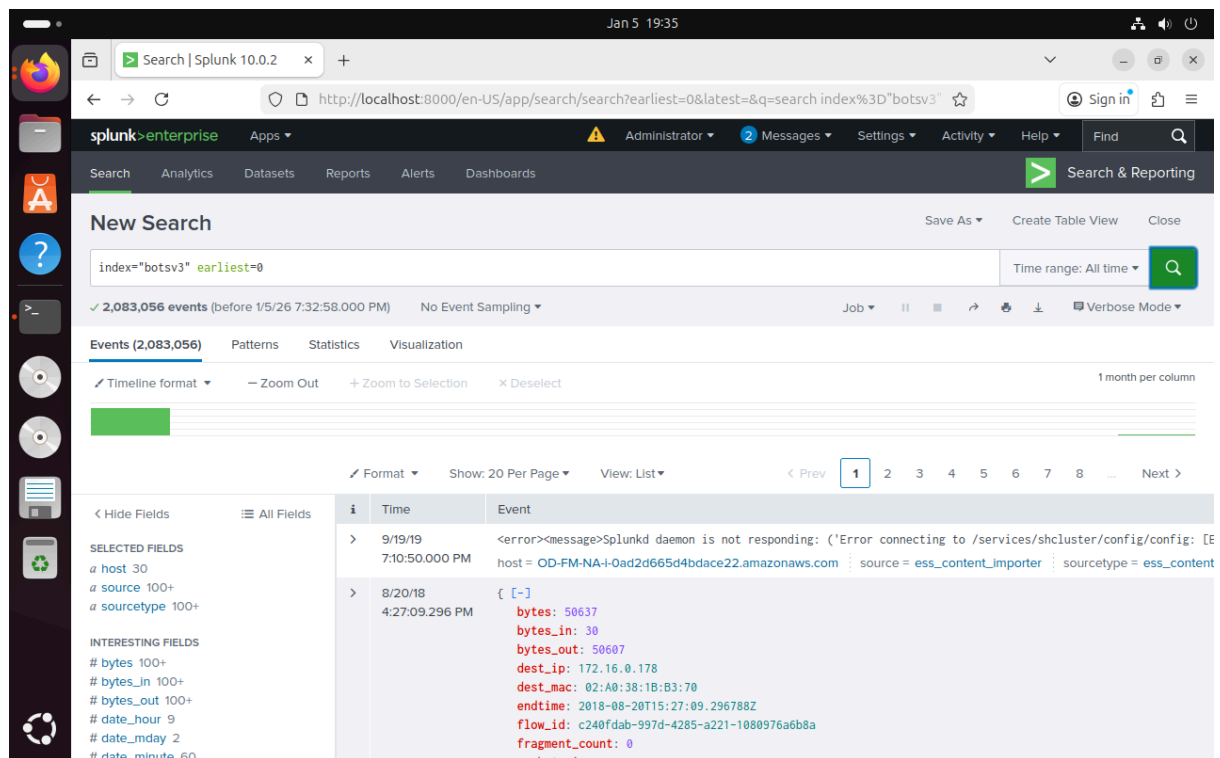 Jan 5 19:35
Search | Splunk 10.0.2
http://localhost:8000/en-US/app/search/search?earliest=0&latest=&q=search index%3D"botsv3"
Sign in
splunk>enterprise Apps Administrator 2 Messages Settings Activity Help Find
Search Analytics Datasets Reports Alerts Dashboards Search & Reporting
New Search Save As Create Table View Close
index="botsv3" earliest=0 Time range: All time
2,083,056 events (before 1/5/26 7:32:58.000 PM) No Event Sampling Job Verbose Mode
Events (2,083,056) Patterns Statistics Visualization
Timeline format — Zoom Out + Zoom to Selection × Deselect 1 month per column
Format Show: 20 Per Page View: List < Prev 1 2 3 4 5 6 7 8 ... Next >
< Hide Fields All Fields i Time Event
SELECTED FIELDS
a host 30
a source 100+
a sourcetype 100+
INTERESTING FIELDS
# bytes 100+
# bytes_in 100+
# bytes_out 100+
# date_hour 9
# date_mday 2
# date_minute 60
> 9/19/19 7:10:50.000 PM
<error><message>Splunkd daemon is not responding: ('Error connecting to /services/shcluster/config/config: [E
host = OD-FM-NA-i-0ad2d665d4bdace22.amazonaws.com source = ess_content_importer sourcetype = ess_content
> 8/20/18 4:27:09.296 PM
{ [-]
bytes: 50637
bytes_in: 30
bytes_out: 50607
dest_ip: 172.16.0.178
dest_mac: 02:A0:38:1B:B3:70
endtime: 2018-08-20T15:27:09.296788Z
flow_id: c240fdab-997d-4285-a221-1080976a6b8a
fragment_count: 0